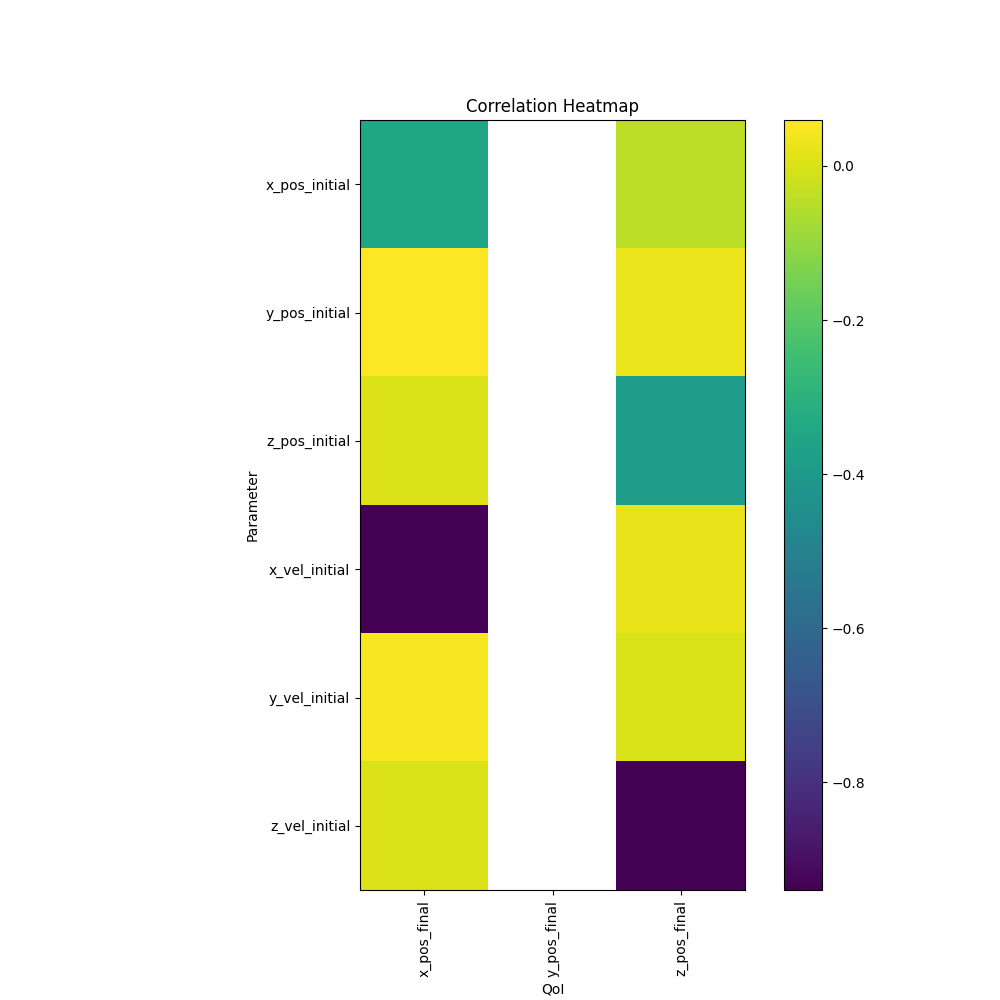 Correlation Heatmap
x_pos_initial
y_pos_initial
z_pos_initial
x_vel_initial
y_vel_initial
z_vel_initial
Parameter
x_pos_final
y_pos_final
z_pos_final
QoI
0.0
−0.2
−0.4
−0.6
−0.8